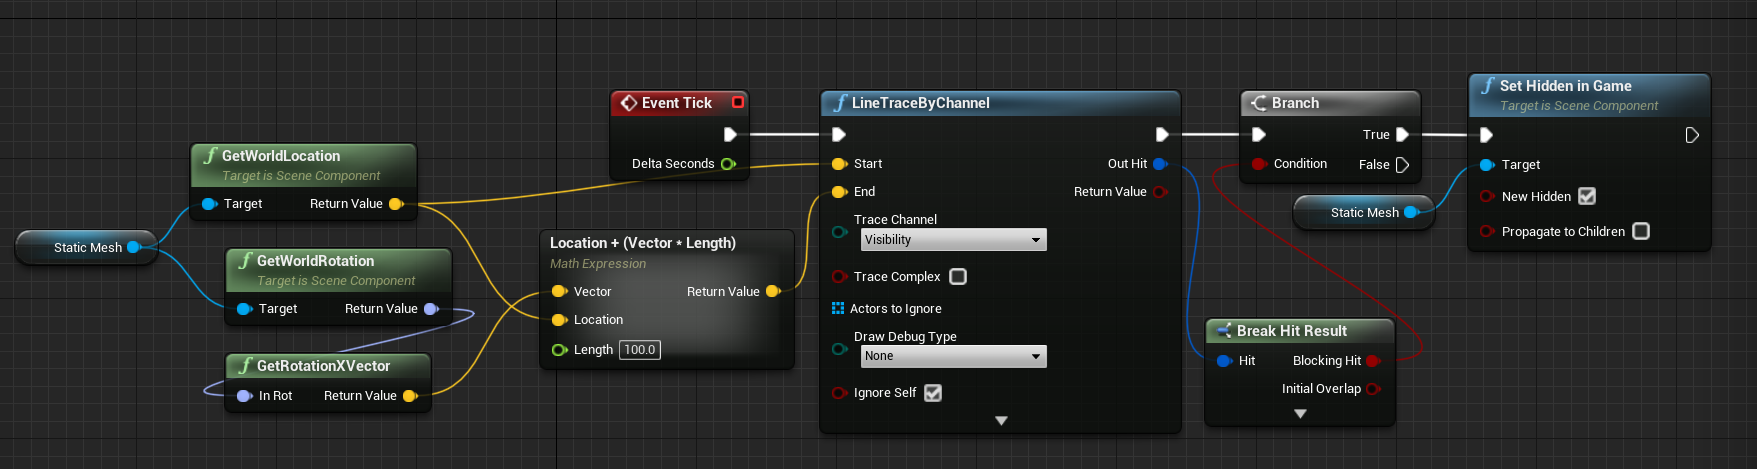 Static Mesh
GetWorldLocation
Target is Scene Component
Target Return Value
GetWorldRotation
Target is Scene Component
Target Return Value
GetRotationXVector
In Rot Return Value
Location + (Vector * Length)
Math Expression
Vector Return Value
Location
Length 100.0
Event Tick
Delta Seconds
LineTraceByChannel
Start Out Hit
End Return Value
Trace Channel
Visibility
Trace Complex
Actors to Ignore
Draw Debug Type
None
Ignore Self
Branch
True
Condition False
Break Hit Result
Hit Blocking Hit
Initial Overlap
Static Mesh
Set Hidden in Game
Target is Scene Component
Target
New Hidden
Propagate to Children